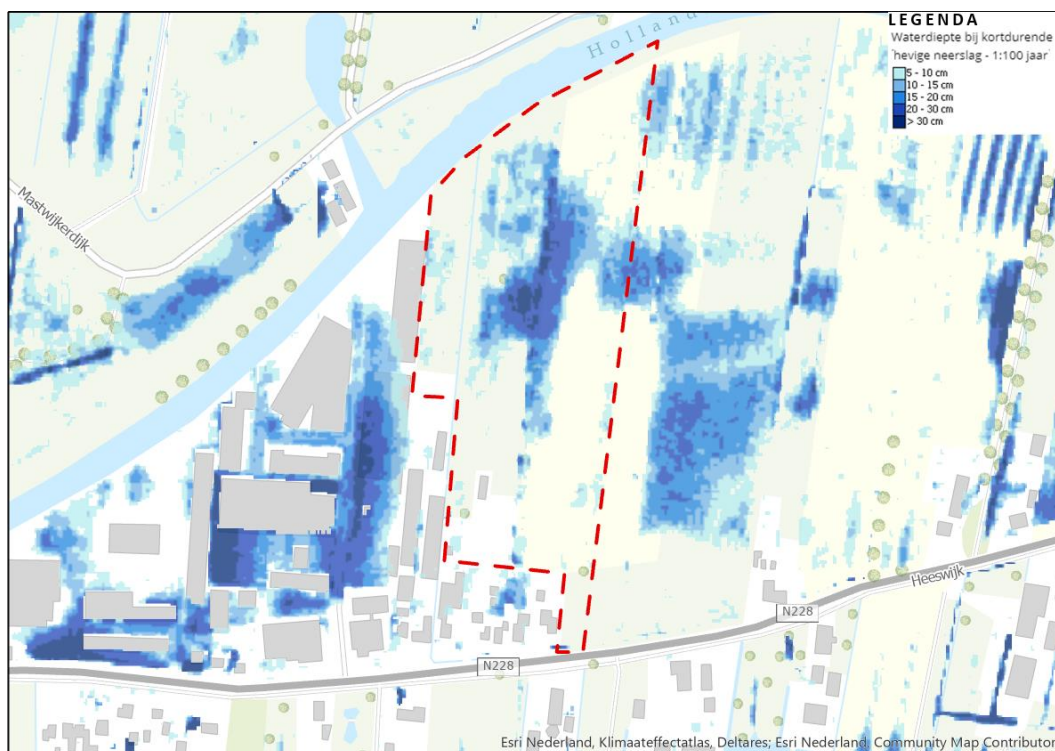 LEGENDA
Waterdiepte bij kortdurende
hevige neerslag - 1:100 jaar
5 - 10 cm
10 - 15 cm
15 - 20 cm
20 - 30 cm
> 30 cm
Holland
Mastwijkerdijk
Heeswijk
N228
N228
Esri Nederland, Klimaateffectatlas, Deltares; Esri Nederland, Community Map Contributor